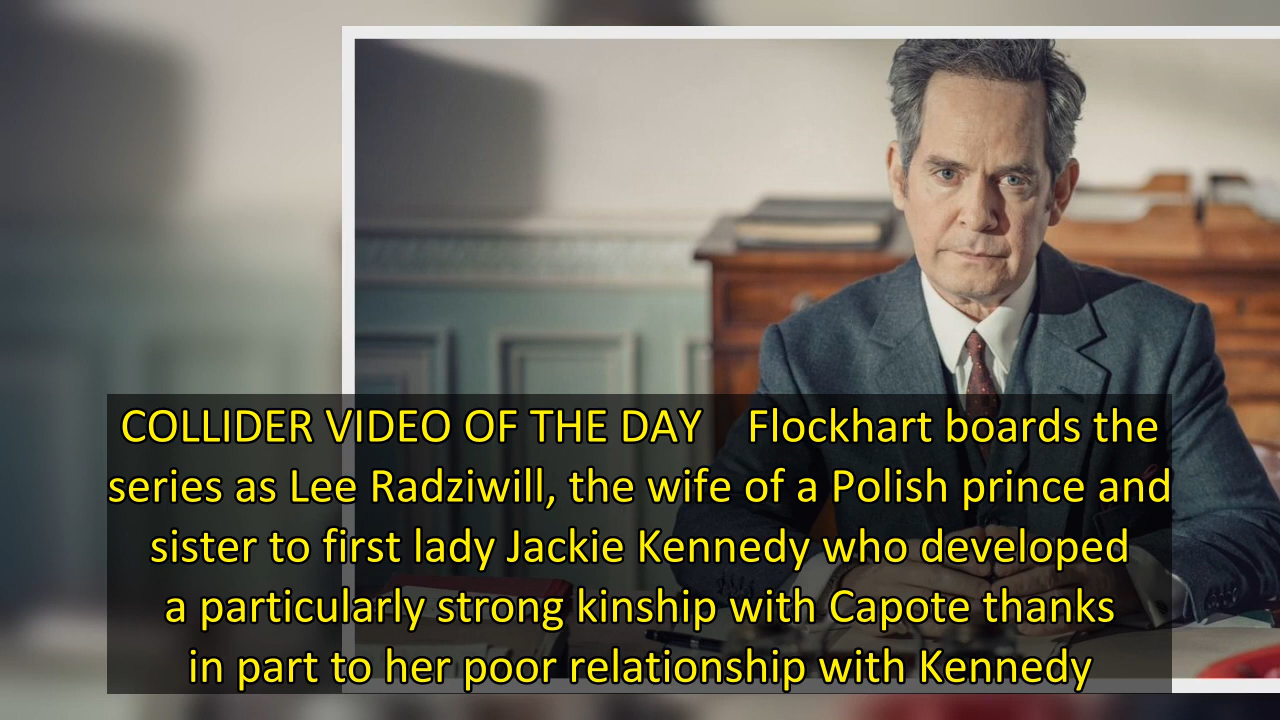 COLLIDER VIDEO OF THE DAY    Flockhart boards the
series as Lee Radziwill, the wife of a Polish prince and
sister to first lady Jackie Kennedy who developed
a particularly strong kinship with Capote thanks
in part to her poor relationship with Kennedy